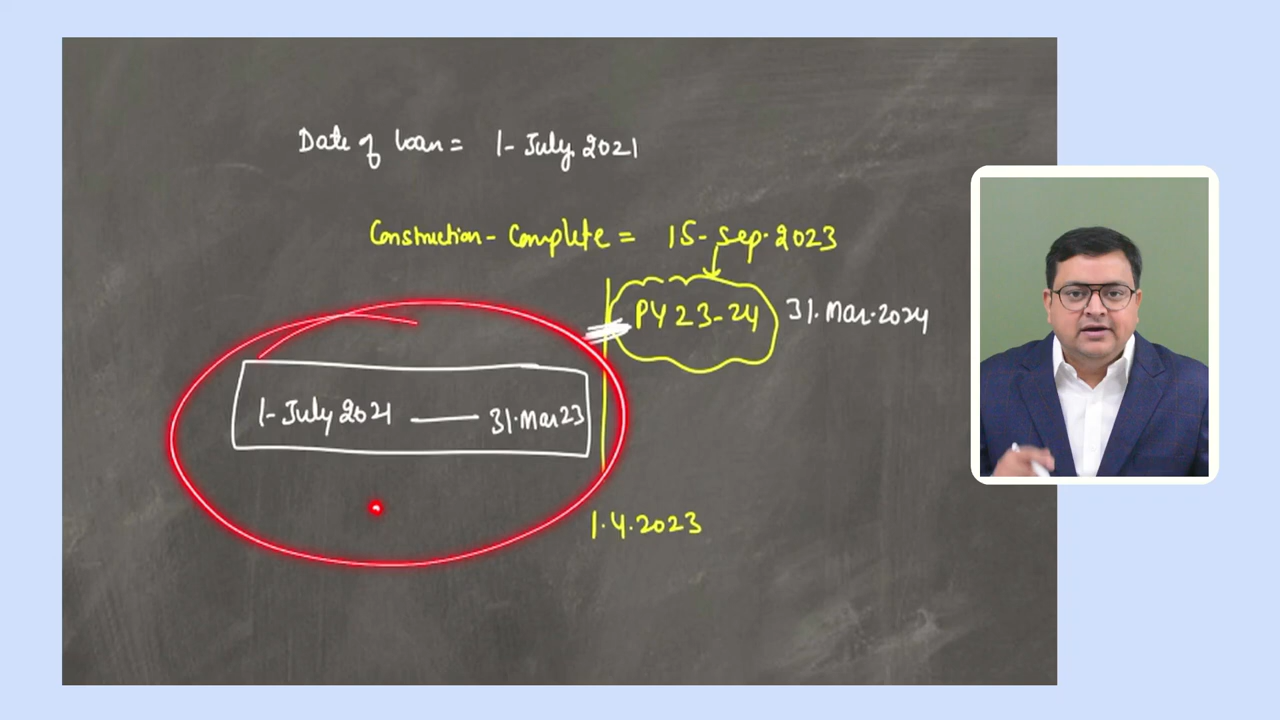 Date of loan = 1- July 2021
Construction - Complete = 15- Sep. 2023
PY 23-24 31. Mar. 2024
1- July 2021 — 31. Mar 23
1.4.2023